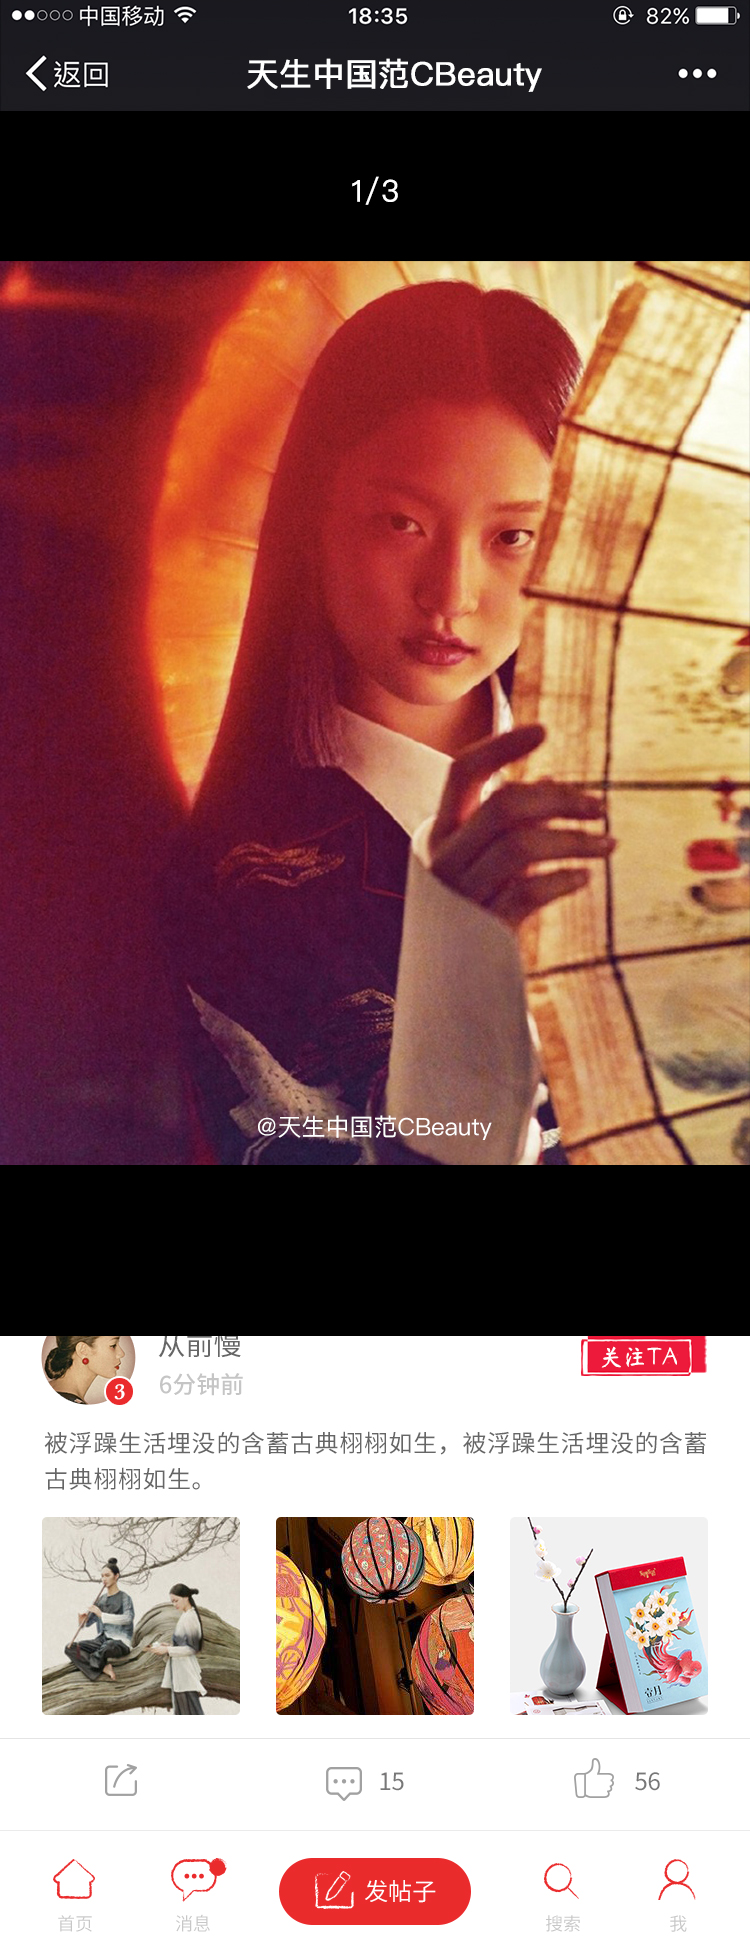 中国移动 18:35 82%
返回 天生中国范CBeauty
1/3
@天生中国范CBeauty
从前慢
关注TA
3
6分钟前
被浮躁生活埋没的含蓄古典栩栩如生，被浮躁生活埋没的含蓄
古典栩栩如生。
壹月
15 56
发帖子
首页 消息 搜索 我